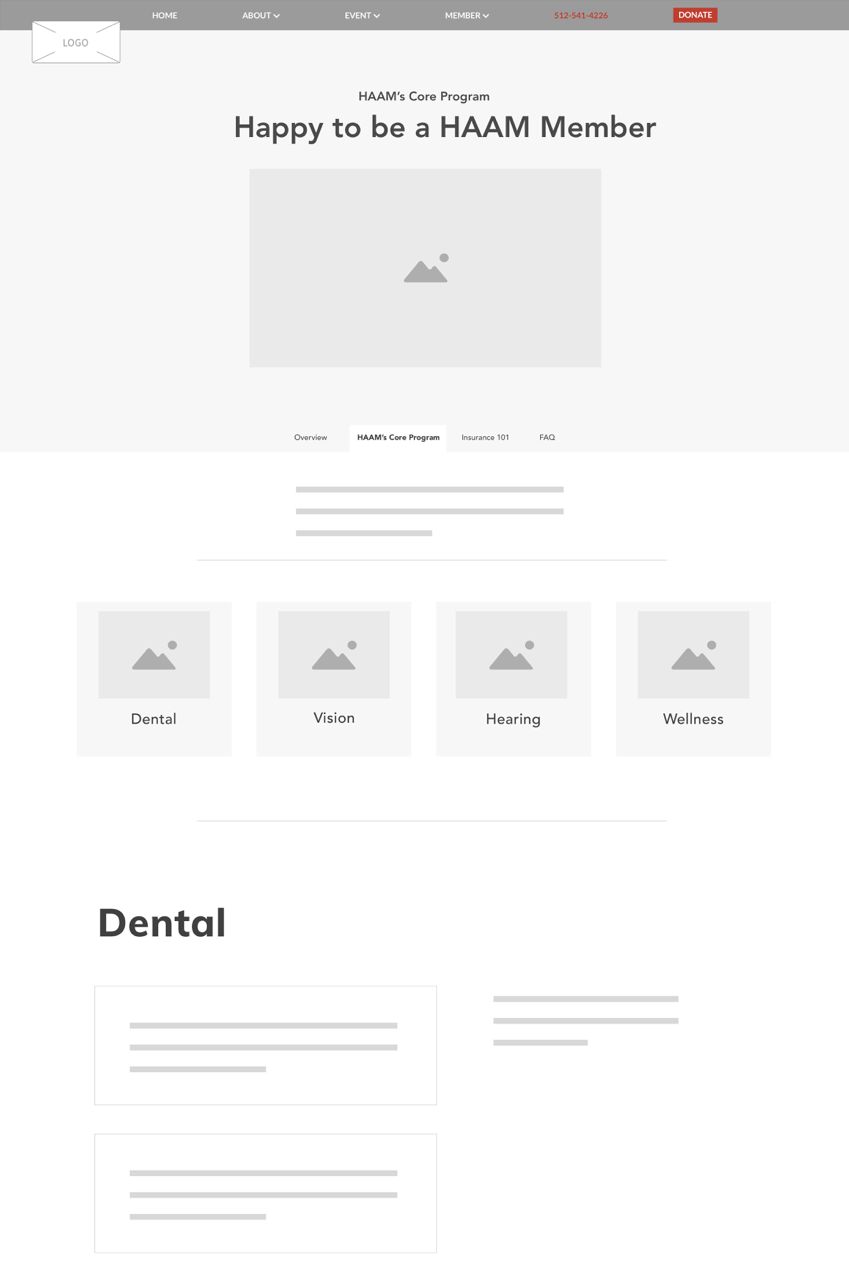 HOME
ABOUT
EVENT
MEMBER
512-541-4226
DONATE
LOGO
HAAM's Core Program
Happy to be a HAAM Member
Overview
HAAM's Core Program
Insurance 101
FAQ
Dental
Vision
Hearing
Wellness
Dental